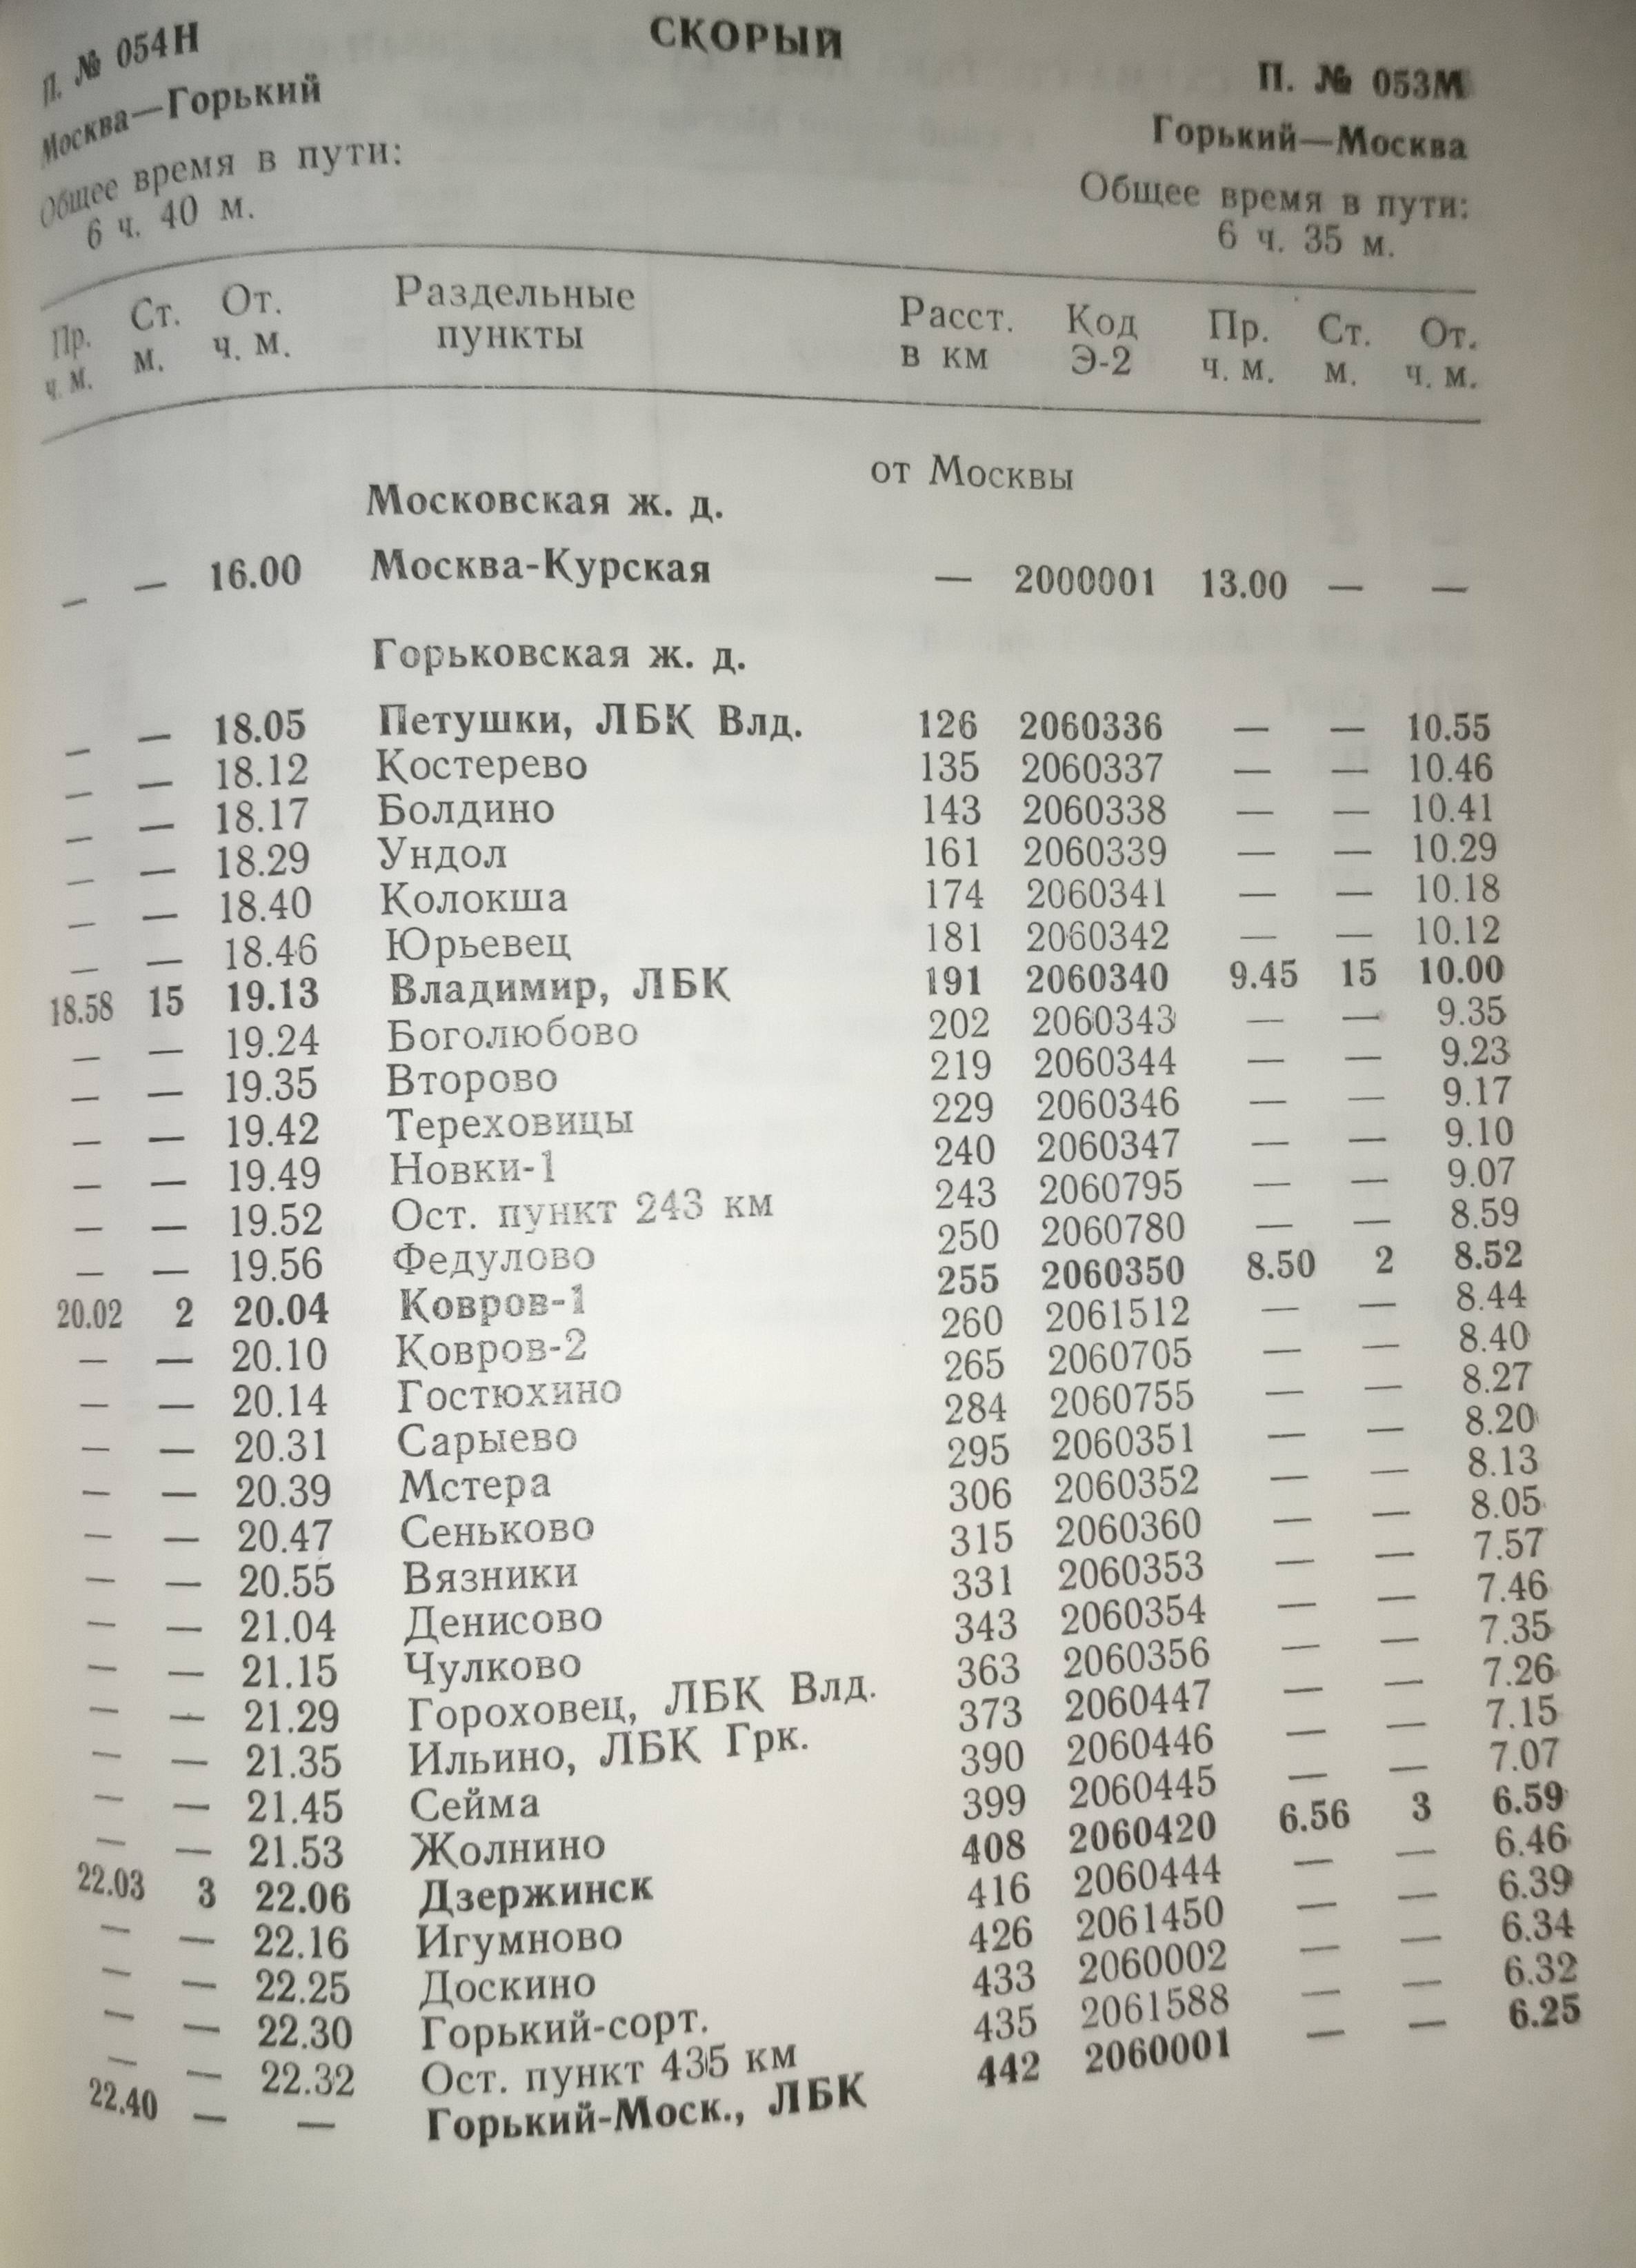 СКОРЫЙ
П. № 054Н
Москва—Горький
Общее время в пути:
6 ч. 40 м.
П. № 053М
Горький—Москва
Общее время в пути:
6 ч. 35 м.
Пр. Ст. От. Раздельные Расст. Код Пр. Ст. От.
ч. м. м. ч. м. пункты в км Э-2 ч. м. м. ч. м.
от Москвы
Московская ж. д.
— — 16.00 Москва-Курская — 2000001 13.00 — —
Горьковская ж. д.
— — 18.05 Петушки, ЛБК Влд. 126 2060336 — — 10.55
— — 18.12 Костерево 135 2060337 — — 10.46
— — 18.17 Болдино 143 2060338 — — 10.41
— — 18.29 Ундол 161 2060339 — — 10.29
— — 18.40 Колокша 174 2060341 — — 10.18
— — 18.46 Юрьевец 181 2060342 — — 10.12
18.58 15 19.13 Владимир, ЛБК 191 2060340 9.45 15 10.00
— — 19.24 Боголюбово 202 2060343 — — 9.35
— — 19.35 Второво 219 2060344 — — 9.23
— — 19.42 Тереховицы 229 2060346 — — 9.17
— — 19.49 Новки-1 240 2060347 — — 9.10
— — 19.52 Ост. пункт 243 км 243 2060795 — — 9.07
— — 19.56 Федулово 250 2060780 — — 8.59
20.02 2 20.04 Ковров-1 255 2060350 8.50 2 8.52
— — 20.10 Ковров-2 260 2061512 — — 8.44
— — 20.14 Гостюхино 265 2060705 — — 8.40
— — 20.31 Сарыево 284 2060755 — — 8.27
— — 20.39 Мстера 295 2060351 — — 8.20
— — 20.47 Сеньково 306 2060352 — — 8.13
— — 20.55 Вязники 315 2060360 — — 8.05
— — 21.04 Денисово 331 2060353 — — 7.57
— — 21.15 Чулково 343 2060354 — — 7.46
— — 21.29 Гороховец, ЛБК Влд. 363 2060356 — — 7.35
— — 21.35 Ильино, ЛБК Грк. 373 2060447 — — 7.26
— — 21.45 Сейма 390 2060446 — — 7.15
— — 21.53 Жолнино 399 2060445 — — 7.07
22.03 3 22.06 Дзержинск 408 2060420 6.56 3 6.59
— — 22.16 Игумново 416 2060444 — — 6.46
— — 22.25 Доскино 426 2061450 — — 6.39
— — 22.30 Горький-сорт. 433 2060002 — — 6.34
— — 22.32 Ост. пункт 435 км 435 2061588 — — 6.32
22.40 — — Горький-Моск., ЛБК 442 2060001 — — 6.25